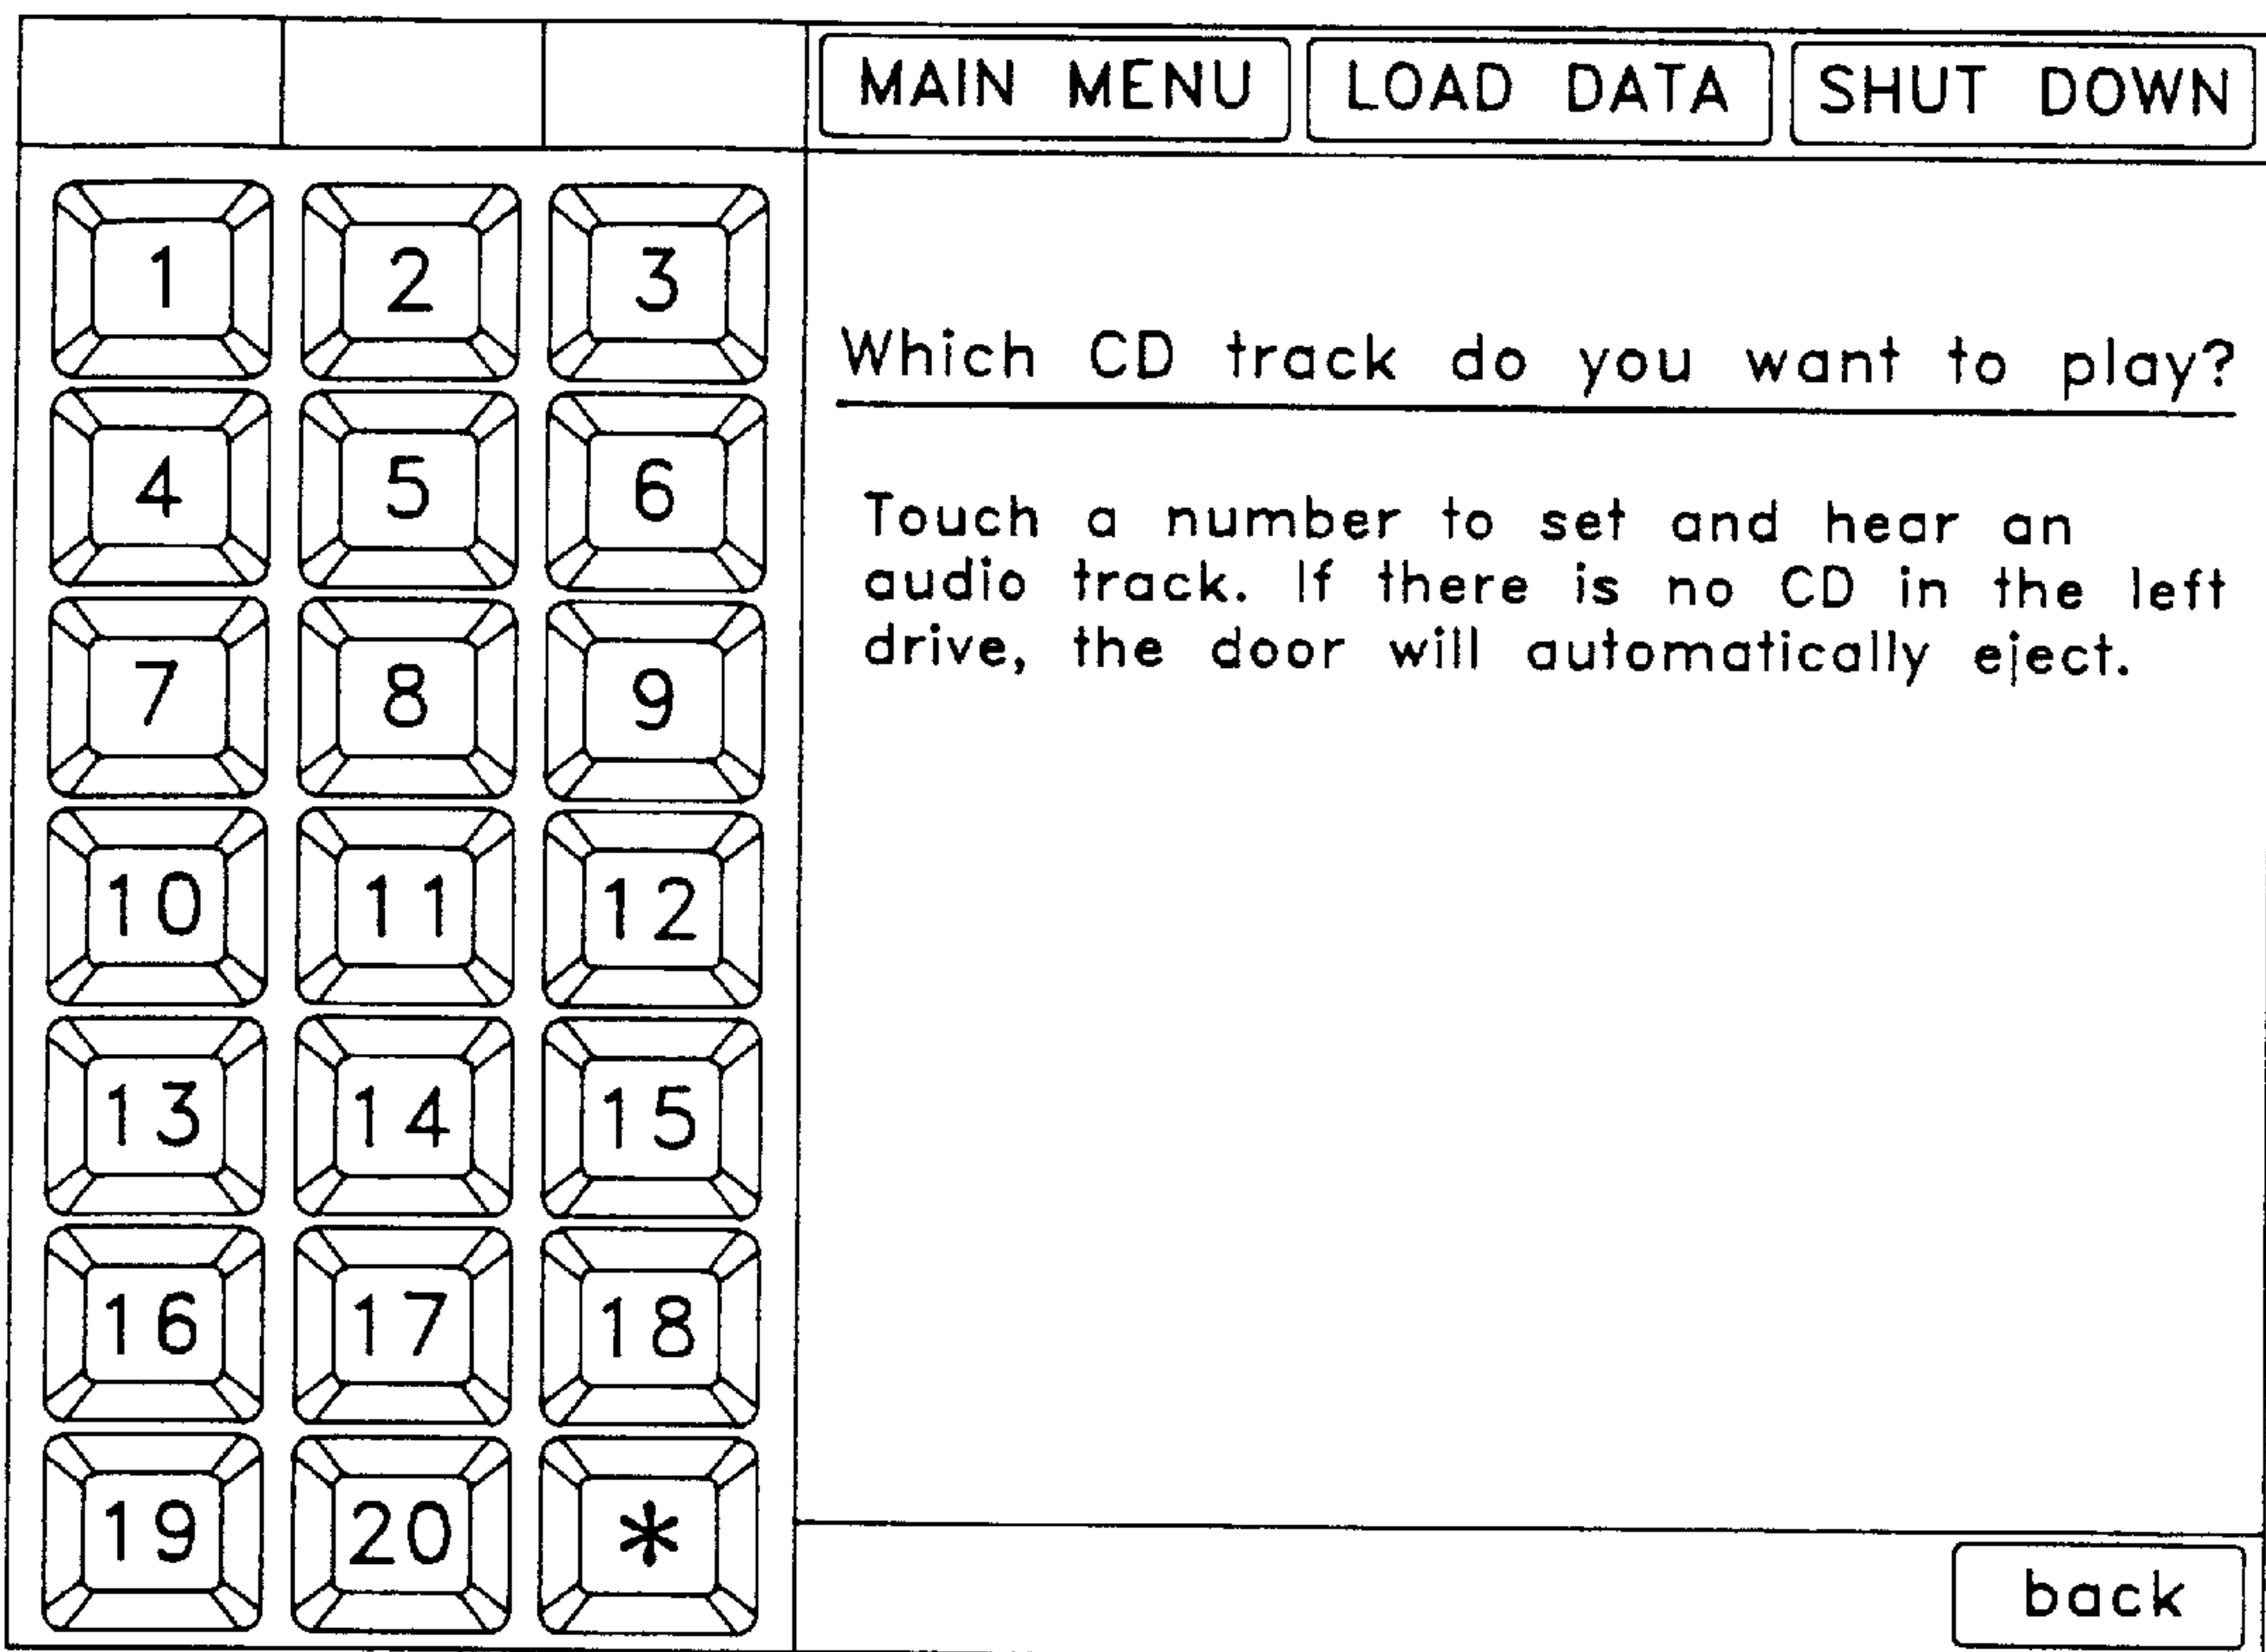 MAIN MENU LOAD DATA SHUT DOWN
1 2 3
4 5 6
7 8 9
10 11 12
13 14 15
16 17 18
19 20 *
Which CD track do you want to play?
Touch a number to set and hear an
audio track. If there is no CD in the left
drive, the door will automatically eject.
back